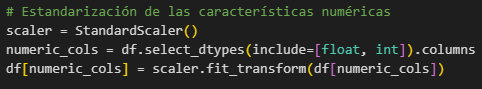 # Estandarización de las características numéricas
scaler = StandardScaler()
numeric_cols = df.select_dtypes(include=[float, int]).columns
df[numeric_cols] = scaler.fit_transform(df[numeric_cols])